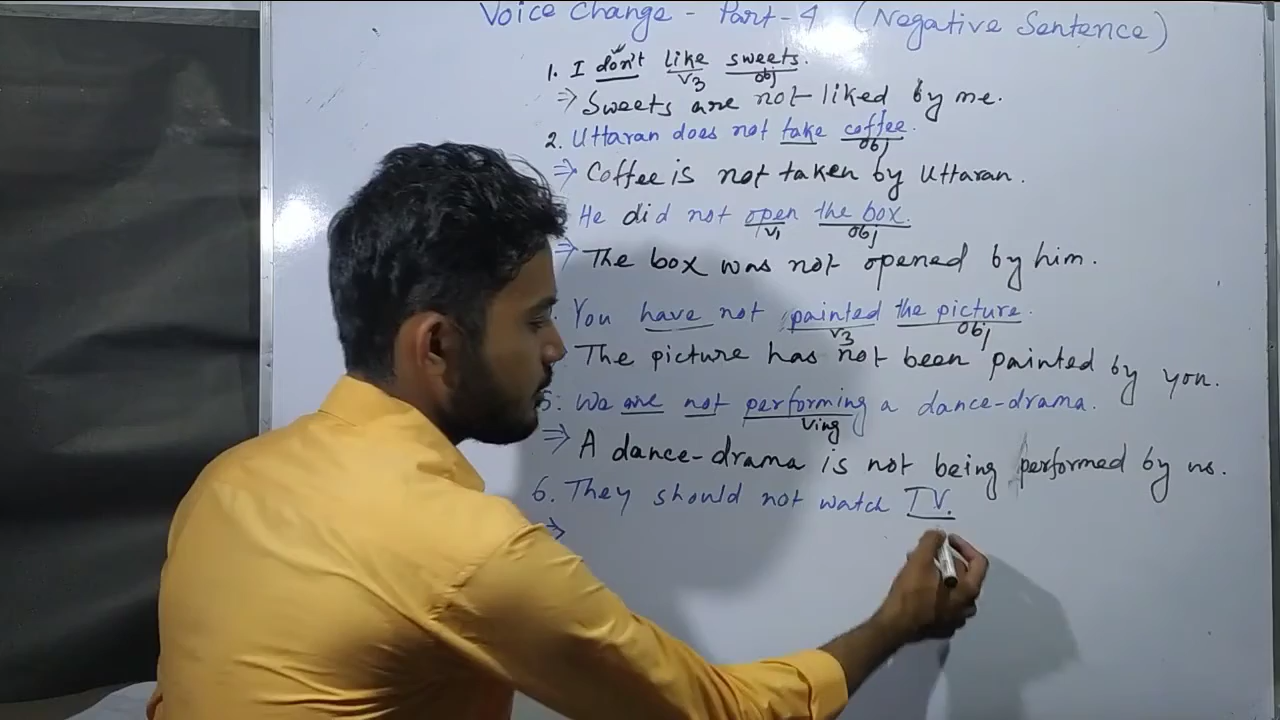 Voice Change - Part-4 (Negative Sentence)
1. I don't like sweets.
V3 obj
⇒ Sweets are not liked by me.
2. Uttaran does not take coffee.
obj
⇒ Coffee is not taken by Uttaran.
He did not open the box.
V1 obj
⇒ The box was not opened by him.
You have not painted the picture.
V3 obj
The picture has not been painted by you.
5. We are not performing a dance-drama.
Ving
⇒ A dance-drama is not being performed by us.
6. They should not watch T.V.
⇒